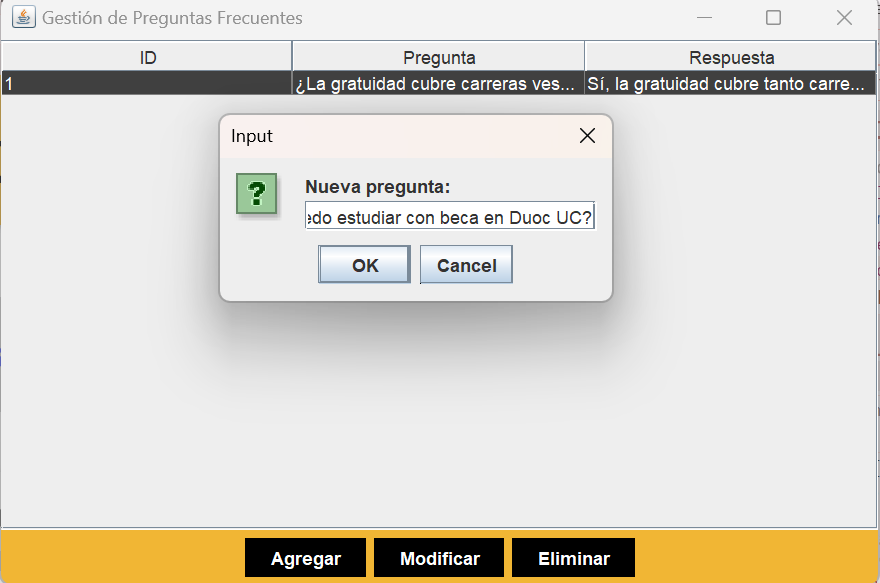 Gestión de Preguntas Frecuentes
ID Pregunta Respuesta
1 ¿La gratuidad cubre carreras ves... Sí, la gratuidad cubre tanto carre...
Input
Nueva pregunta:
edo estudiar con beca en Duoc UC?
OK Cancel
Agregar Modificar Eliminar